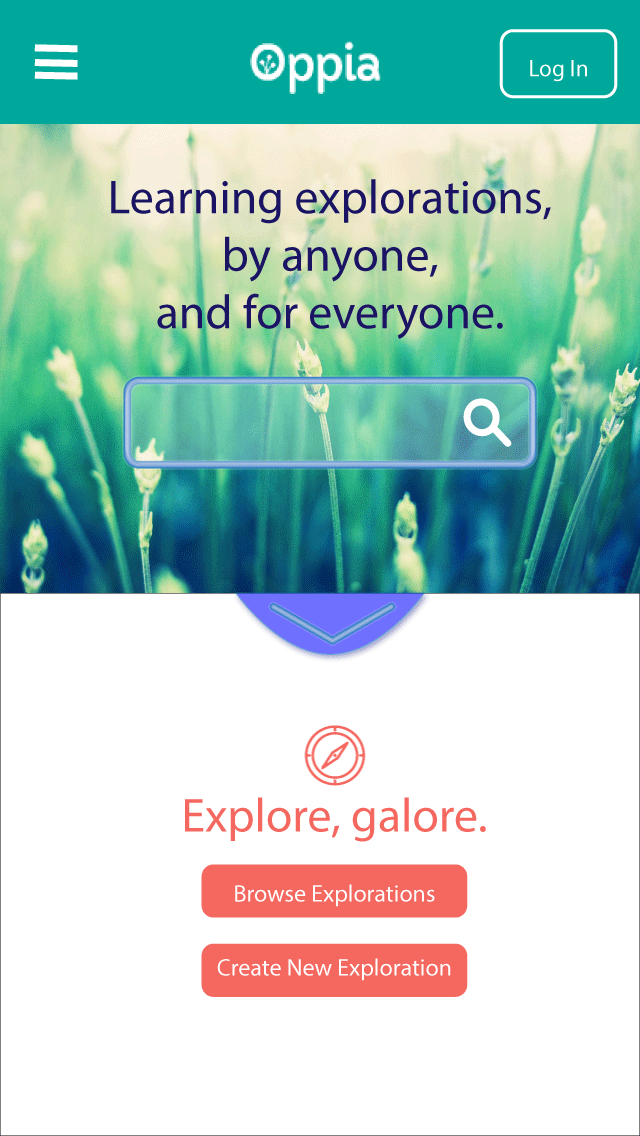 Oppia
Log In
Learning explorations,
by anyone,
and for everyone.
Explore, galore.
Browse Explorations
Create New Exploration